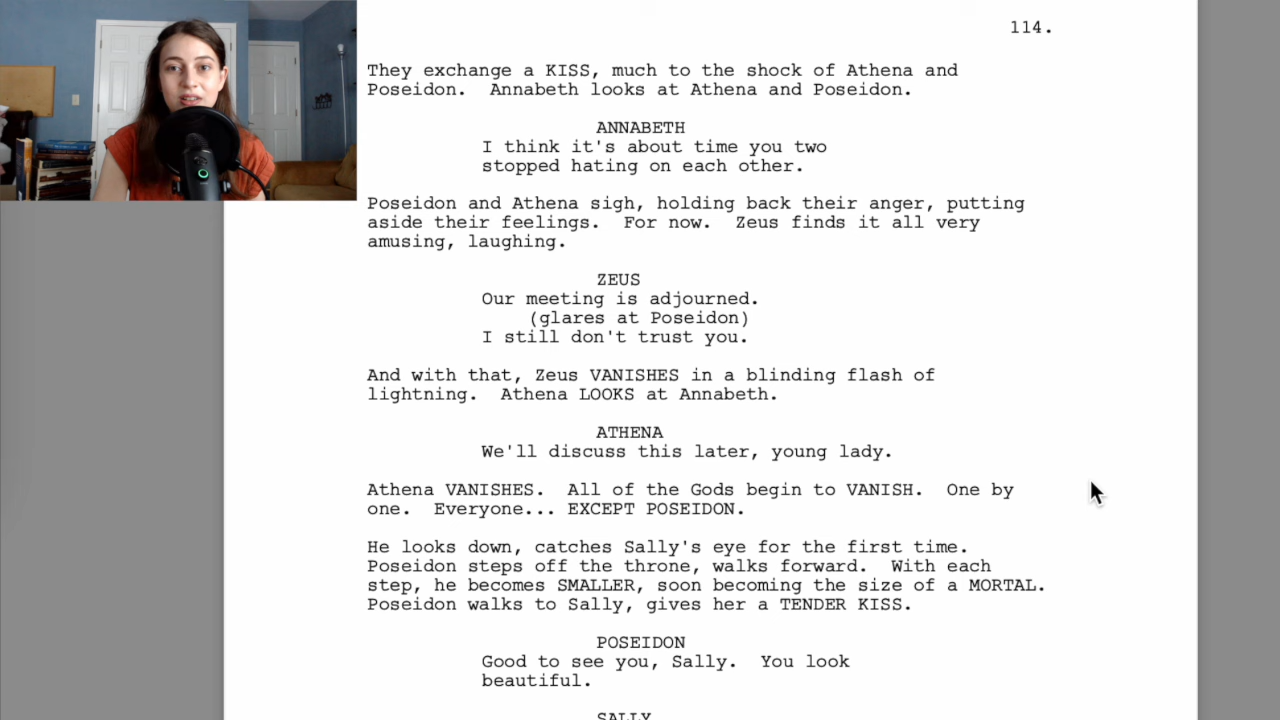 114.
They exchange a KISS, much to the shock of Athena and
Poseidon.  Annabeth looks at Athena and Poseidon.
ANNABETH
I think it's about time you two
stopped hating on each other.
Poseidon and Athena sigh, holding back their anger, putting
aside their feelings.  For now.  Zeus finds it all very
amusing, laughing.
ZEUS
Our meeting is adjourned.
(glares at Poseidon)
I still don't trust you.
And with that, Zeus VANISHES in a blinding flash of
lightning.  Athena LOOKS at Annabeth.
ATHENA
We'll discuss this later, young lady.
Athena VANISHES.  All of the Gods begin to VANISH.  One by
one.  Everyone... EXCEPT POSEIDON.
He looks down, catches Sally's eye for the first time.
Poseidon steps off the throne, walks forward.  With each
step, he becomes SMALLER, soon becoming the size of a MORTAL.
Poseidon walks to Sally, gives her a TENDER KISS.
POSEIDON
Good to see you, Sally.  You look
beautiful.
SALLY